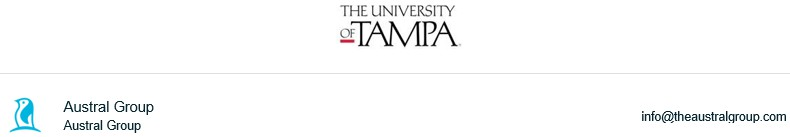 THE UNIVERSITY
OF TAMPA
Austral Group
Austral Group
info@theaustralgroup.com